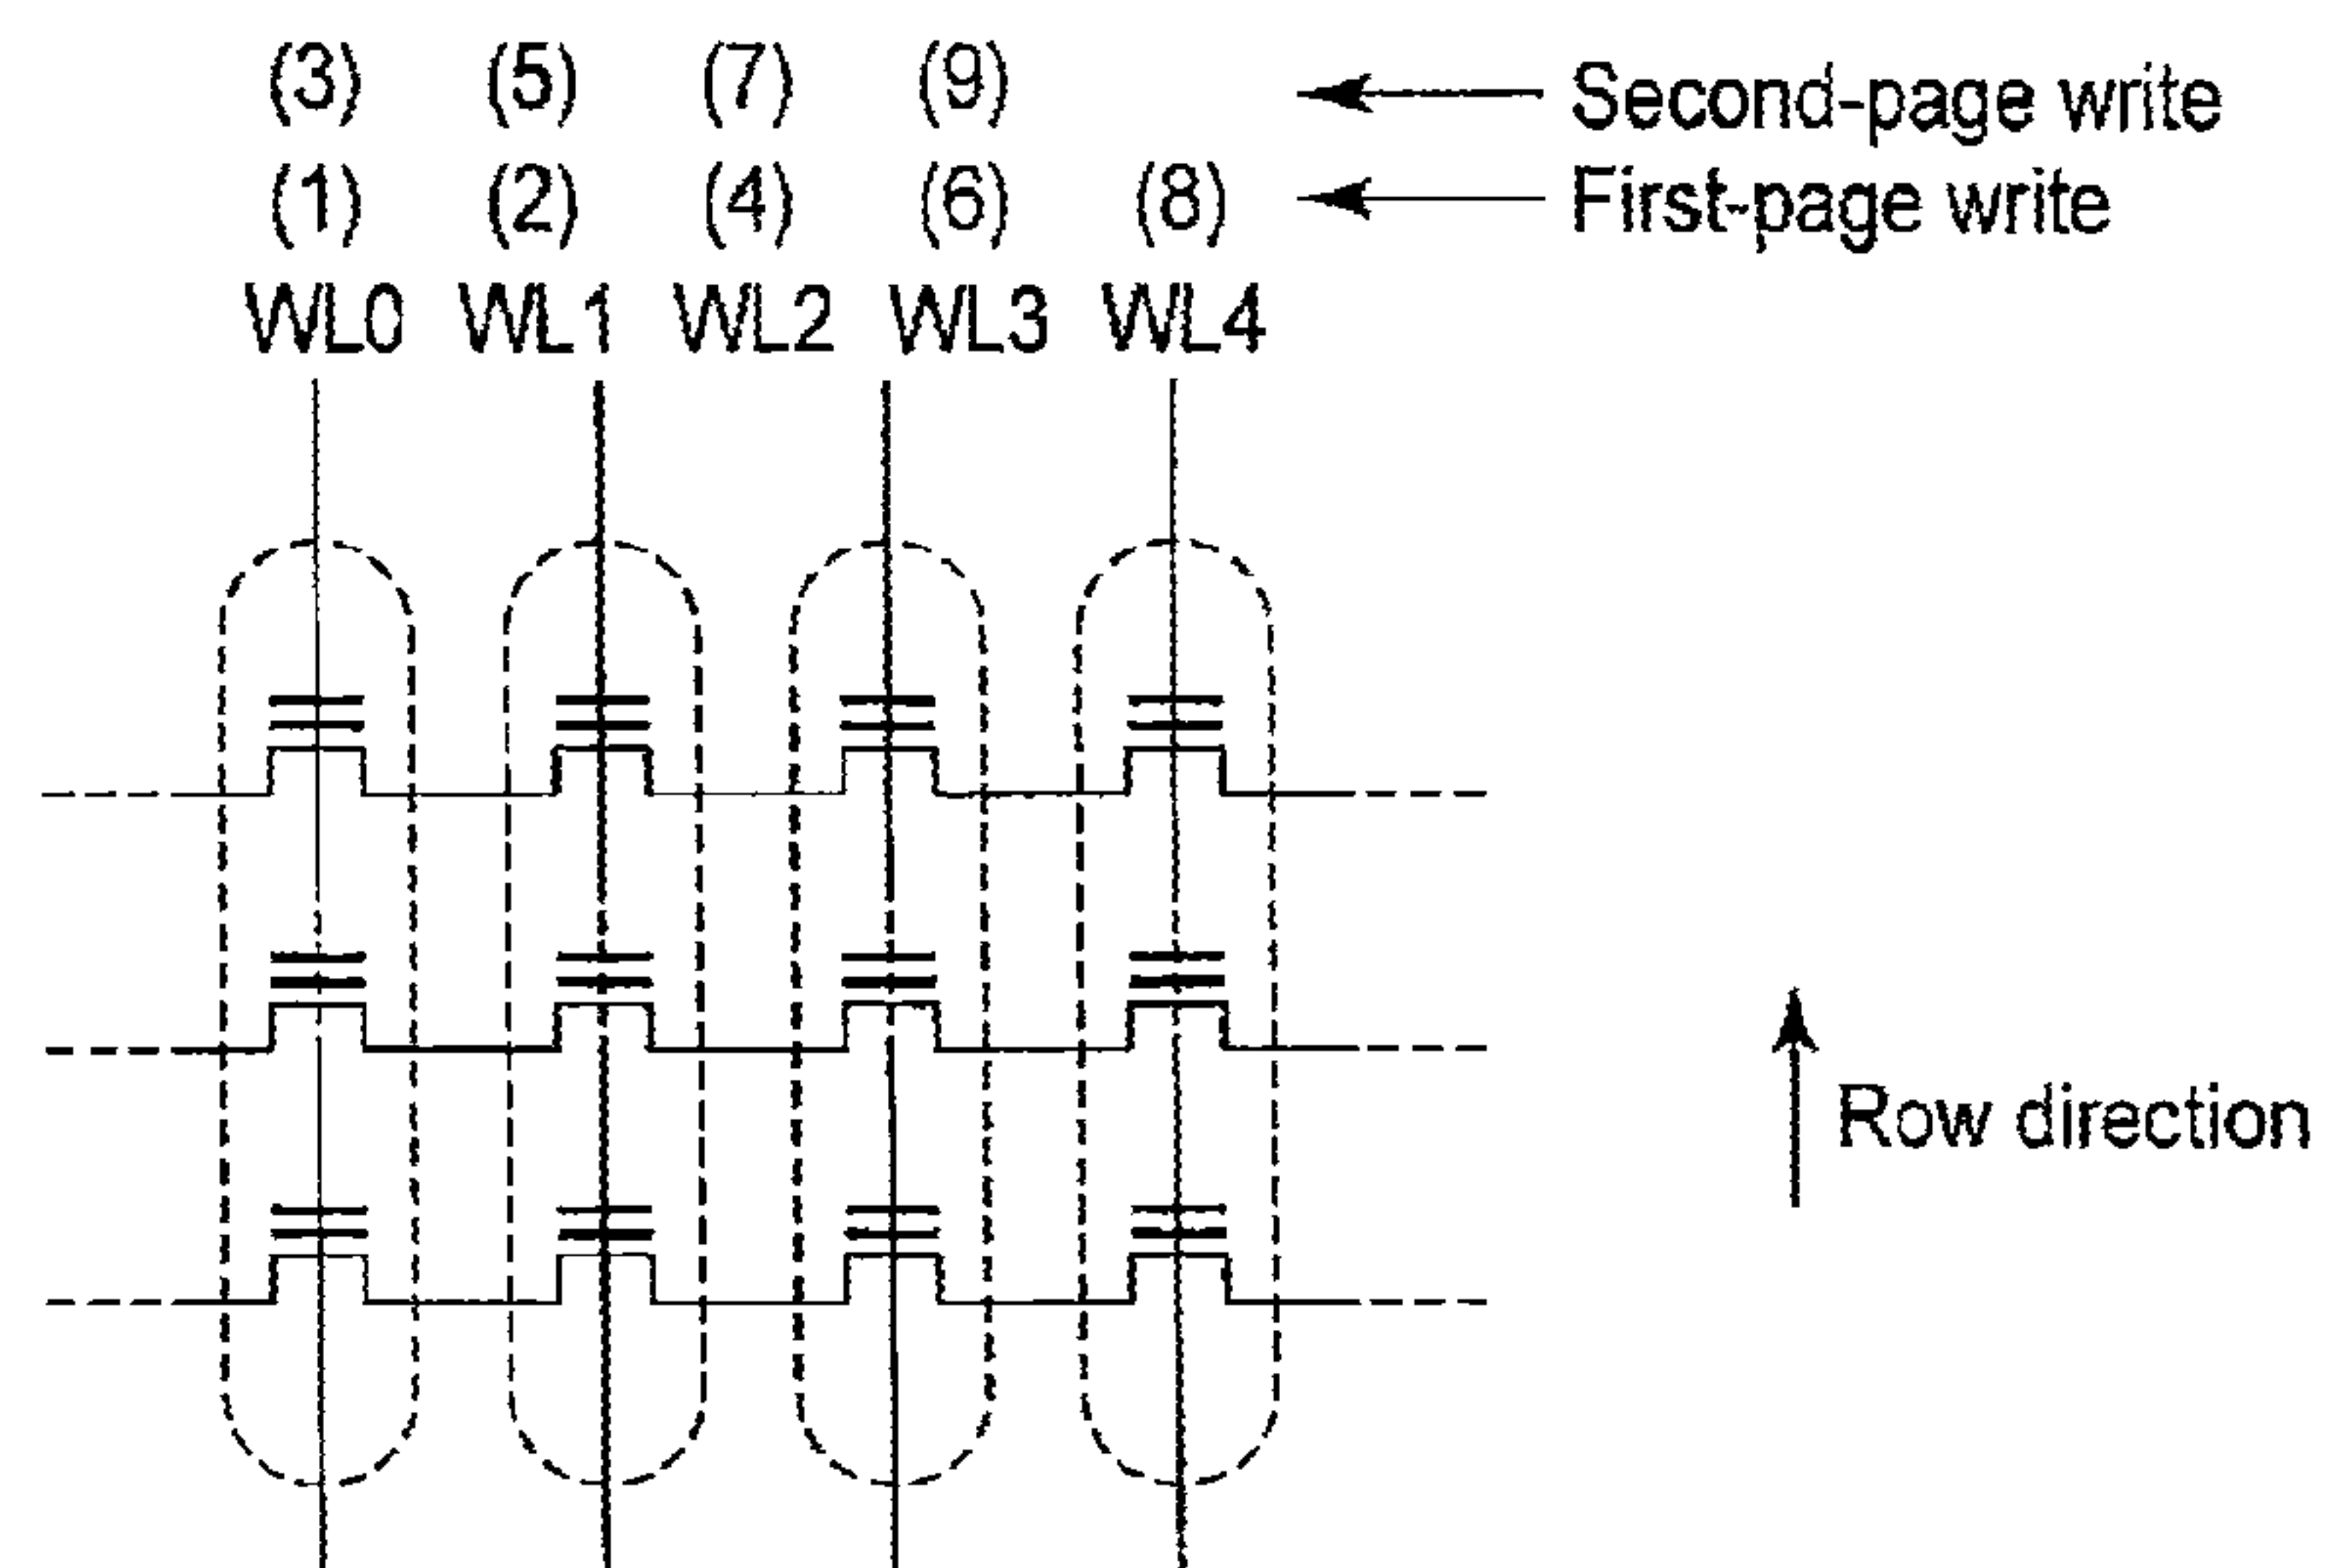 (3) (5) (7) (9) Second-page write
(1) (2) (4) (6) (8) First-page write
WL0 WL1 WL2 WL3 WL4
Row direction